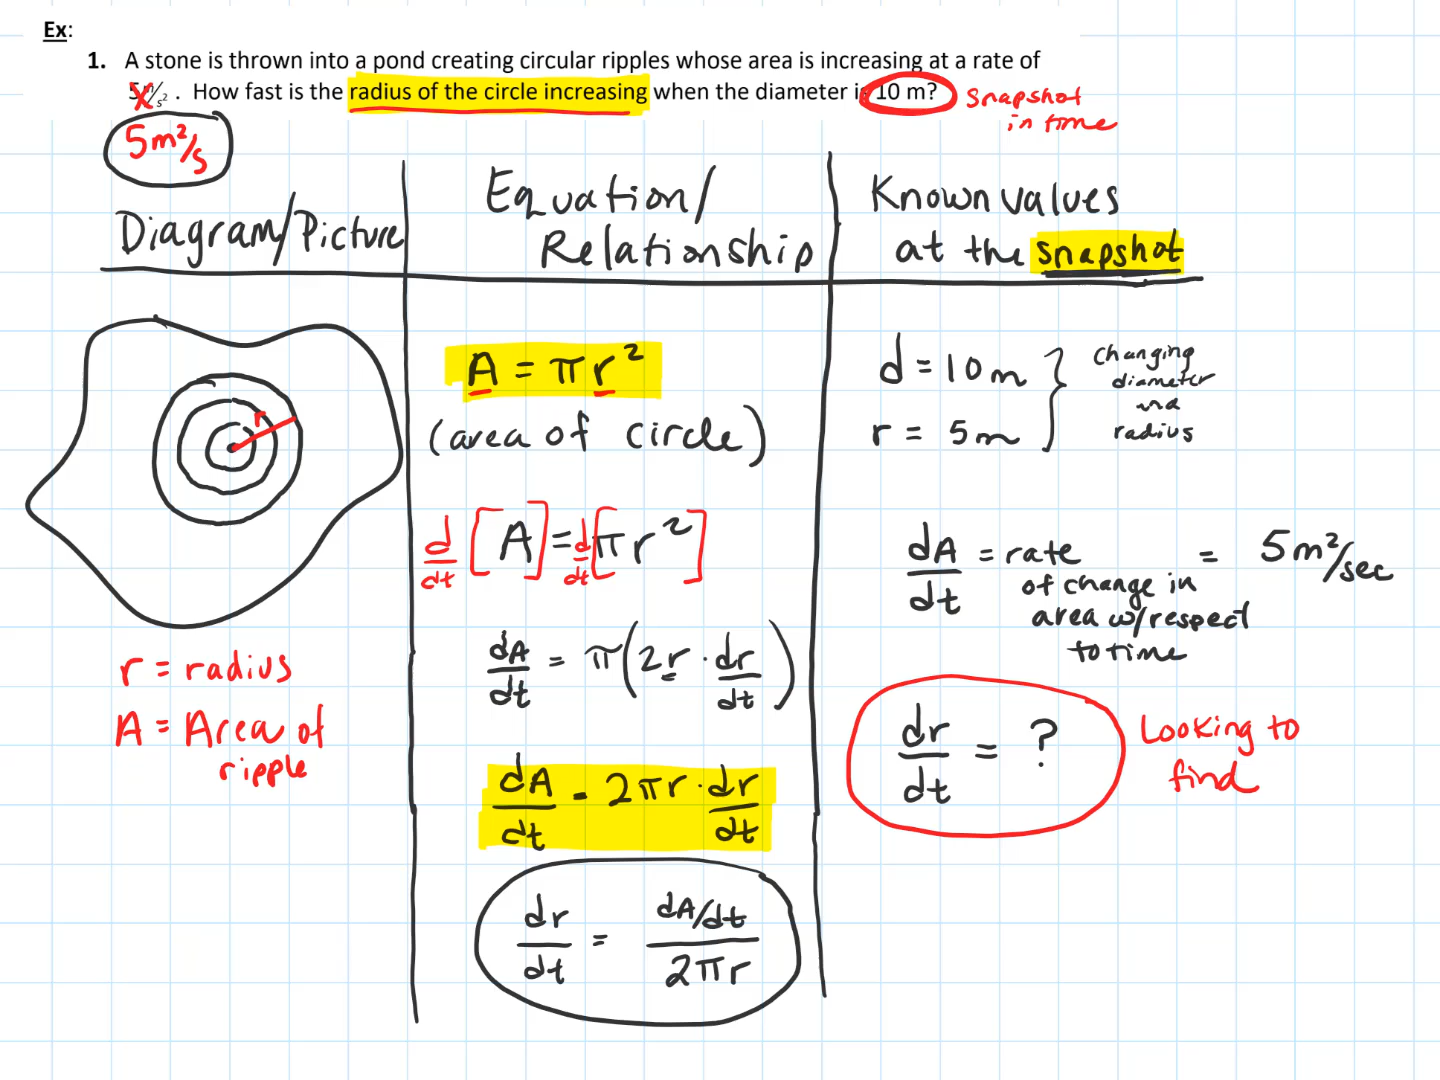 Ex:
1. A stone is thrown into a pond creating circular ripples whose area is increasing at a rate of
5 m/s². How fast is the radius of the circle increasing when the diameter is 10 m?
snapshot
in time
5m²/s
Diagram/Picture
Equation/
Relationship
Known values
at the snapshot
r
r = radius
A = Area of
ripple
A = πr²
(area of circle)
d/dt [A] = d/dt [πr²]
dA/dt = π(2r · dr/dt)
dA/dt = 2πr · dr/dt
dr/dt = (dA/dt)/(2πr)
d = 10m
r = 5m
changing
diameter
and
radius
dA/dt = rate
of change in
area w/respect
to time
= 5m²/sec
dr/dt = ?
Looking to
find